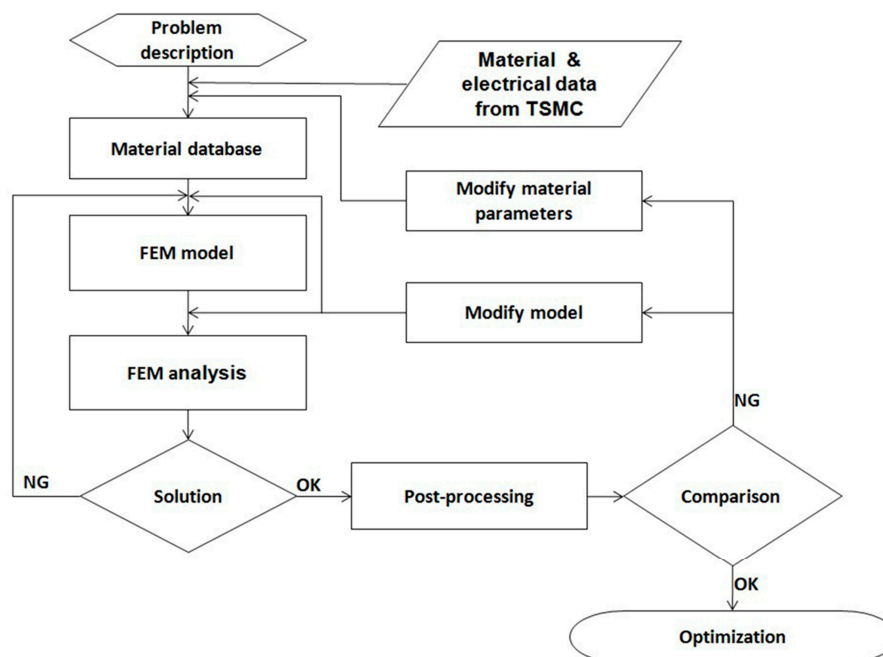 Problem
description
Material &
electrical data
from TSMC
Material database
Modify material
parameters
FEM model
Modify model
FEM analysis
NG
NG
Solution
OK
Post-processing
Comparison
OK
Optimization